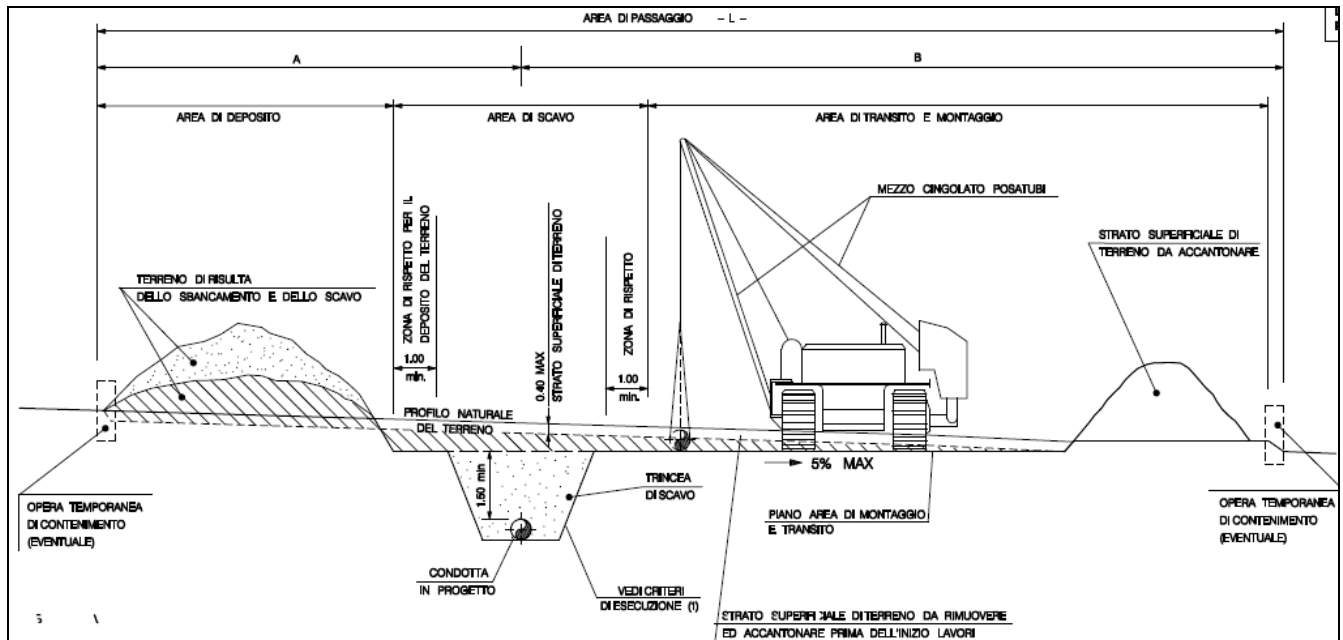 AREA DI PASSAGGIO – L –
A
B
AREA DI DEPOSITO
AREA DI SCAVO
AREA DI TRANSITO E MONTAGGIO
MEZZO CINGOLATO POSATUBI
STRATO SUPERFICIALE DI
TERRENO DA ACCANTONARE
TERRENO DI RISULTA
DELLO SBANCAMENTO E DELLO SCAVO
ZONA DI RISPETTO PER IL
DEPOSITO DEL TERRENO
1.00
min.
0.40 MAX
STRATO SUPERFICIALE DI TERRENO
ZONA DI RISPETTO
1.00
min.
PROFILO NATURALE
DEL TERRENO
5% MAX
1.50 min
TRINCEA
DI SCAVO
PIANO AREA DI MONTAGGIO
E TRANSITO
OPERA TEMPORANEA
DI CONTENIMENTO
(EVENTUALE)
OPERA TEMPORANEA
DI CONTENIMENTO
(EVENTUALE)
CONDOTTA
IN PROGETTO
VEDI CRITERI
DI ESECUZIONE (1)
STRATO SUPERFICIALE DI TERRENO DA RIMUOVERE
ED ACCANTONARE PRIMA DELL'INIZIO LAVORI